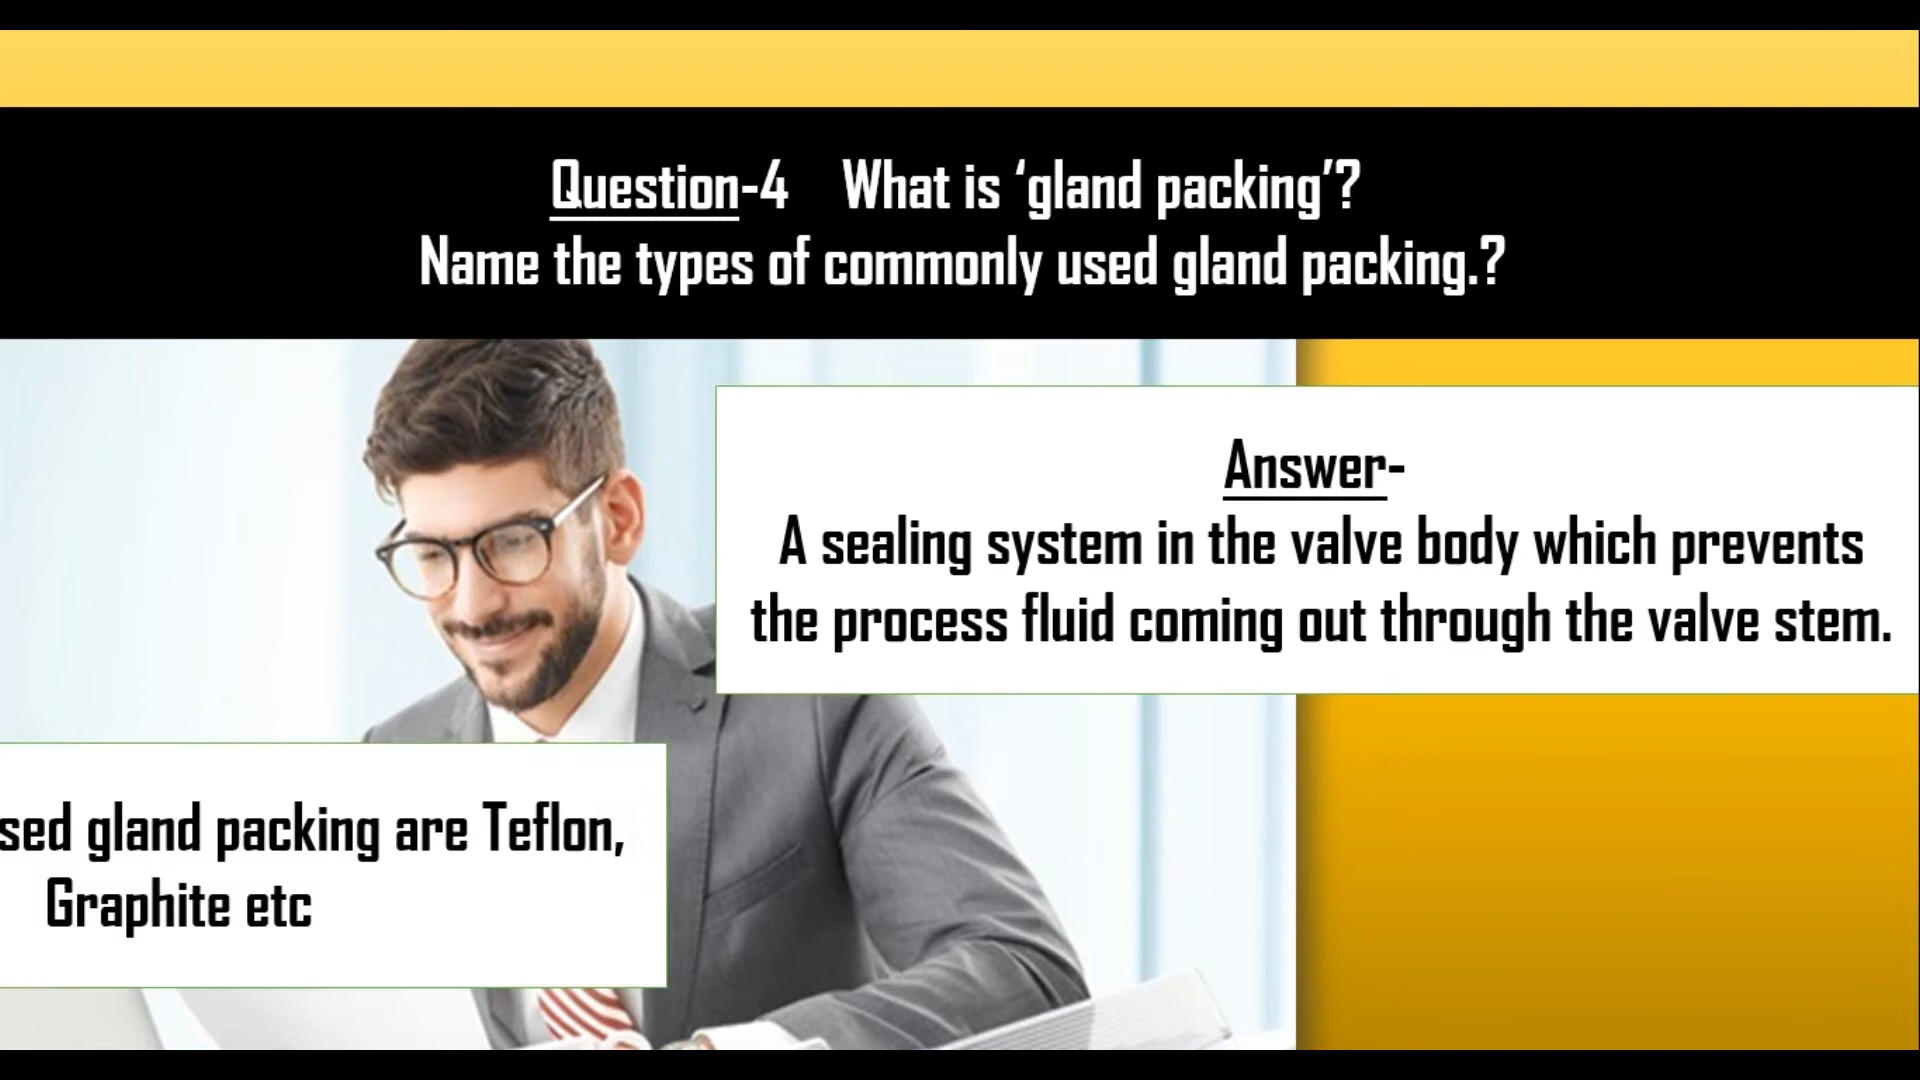 Question-4 What is ‘gland packing’?
Name the types of commonly used gland packing.?
Answer-
A sealing system in the valve body which prevents
the process fluid coming out through the valve stem.
sed gland packing are Teflon,
Graphite etc